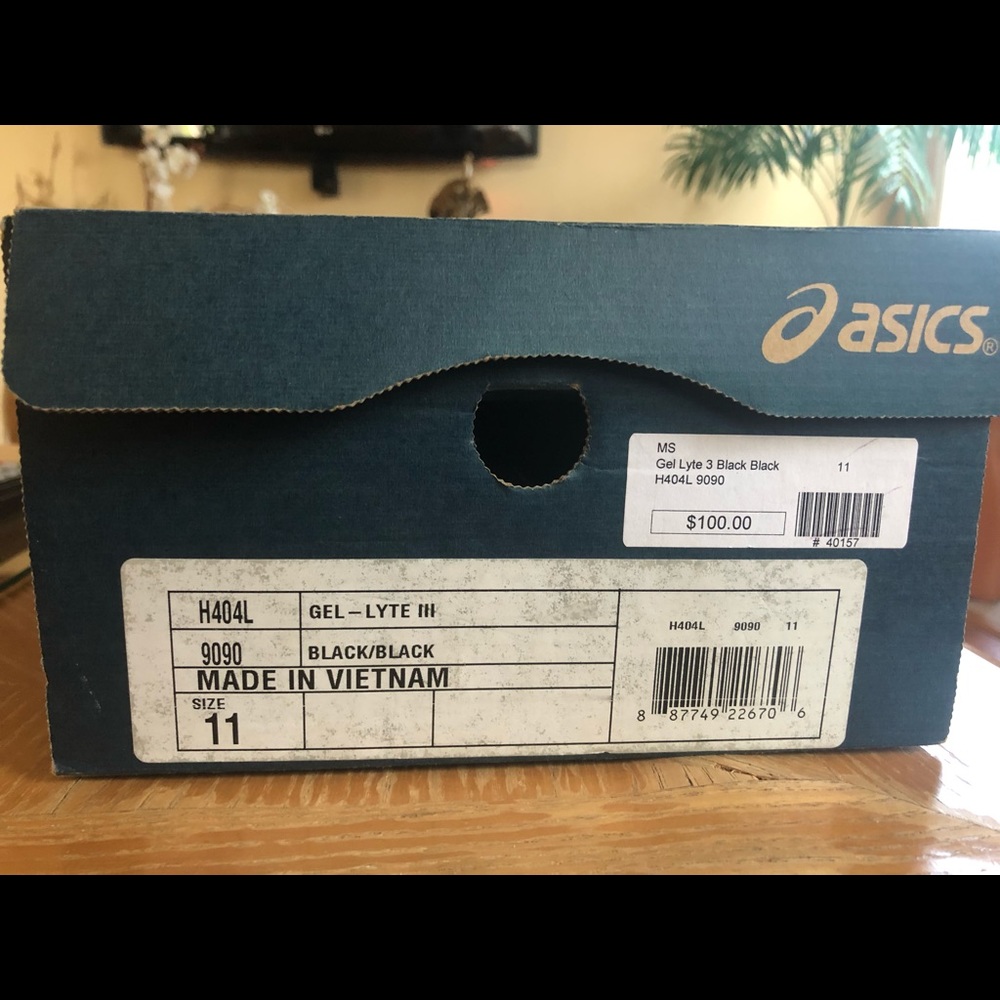 asics®
MS
Gel Lyte 3 Black Black 11
H404L 9090
$100.00
# 40157
H404L GEL-LYTE III
9090 BLACK/BLACK
MADE IN VIETNAM
SIZE
11
H404L 9090 11
8 87749 22670 6